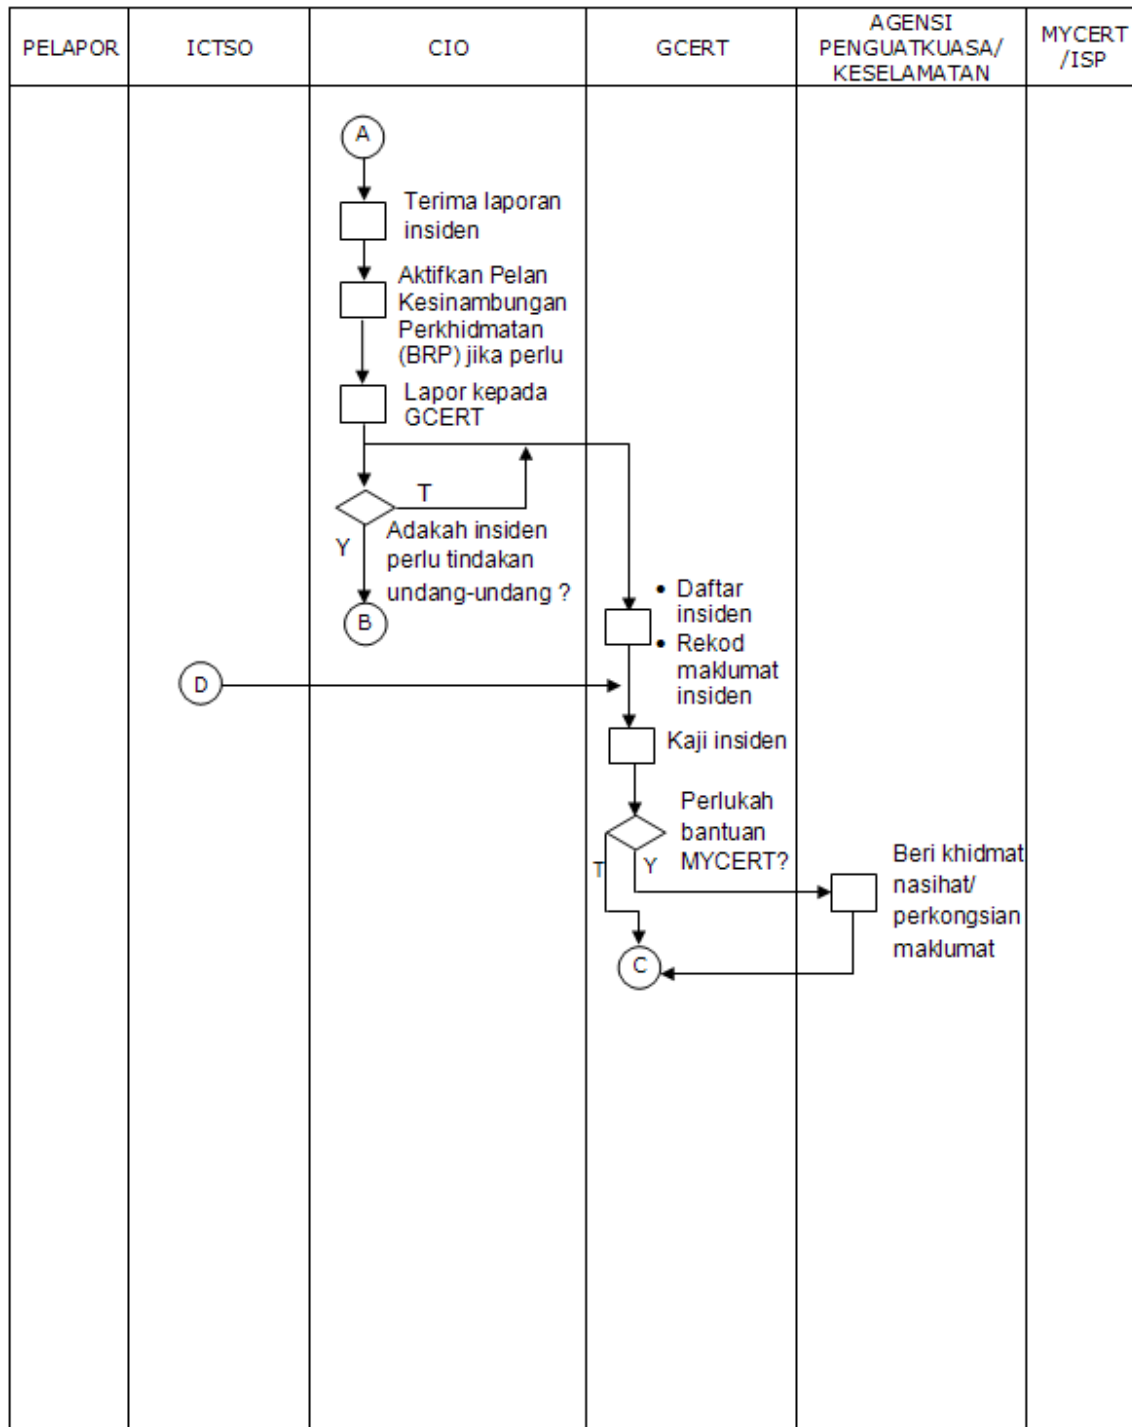 PELAPOR
ICTSO
CIO
GCERT
AGENSI
PENGUATKUASA/
KESELAMATAN
MYCERT
/ISP
A
Terima laporan
insiden
Aktifkan Pelan
Kesinambungan
Perkhidmatan
(BRP) jika perlu
Lapor kepada
GCERT
T
Adakah insiden
Y
perlu tindakan
undang-undang ?
B
• Daftar
insiden
• Rekod
maklumat
insiden
D
Kaji insiden
Perlukah
bantuan
MYCERT?
T
Y
Beri khidmat
nasihat/
perkongsian
maklumat
C